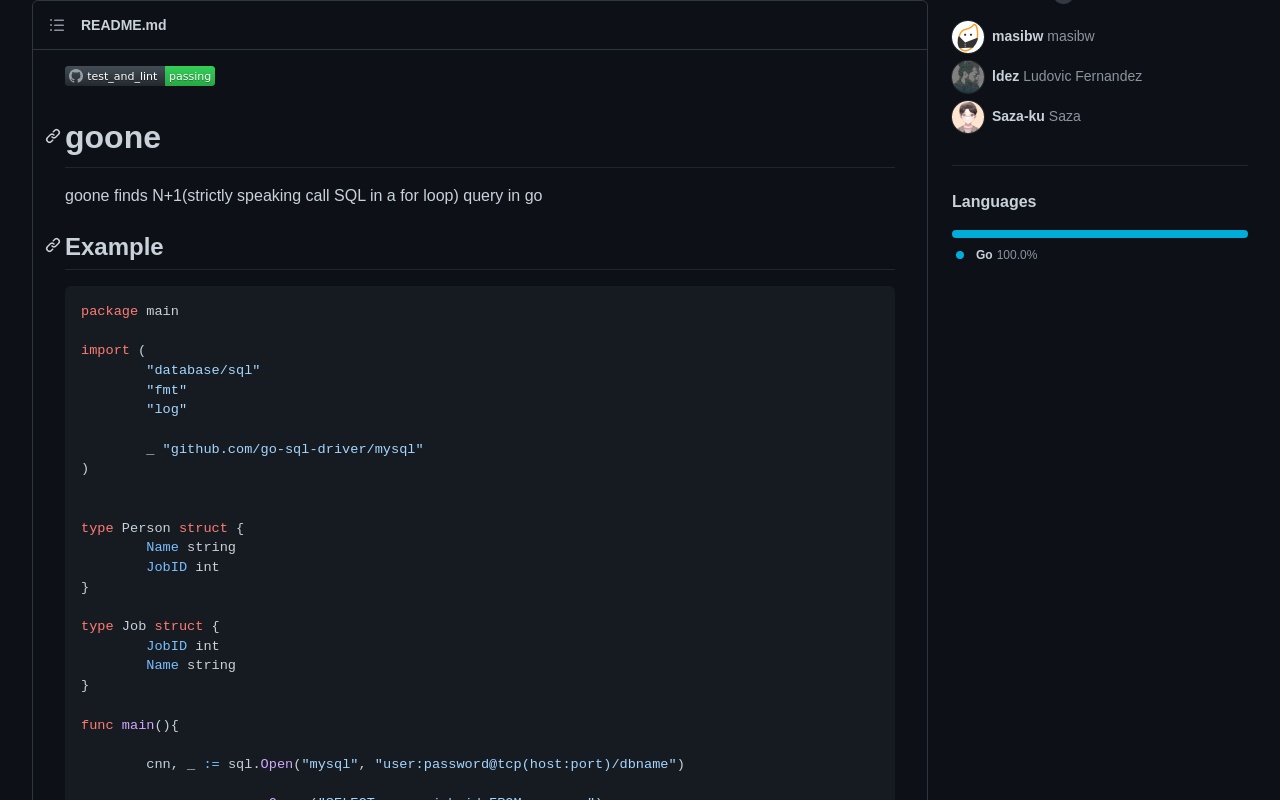 README.md
test_and_lint passing
goone
goone finds N+1(strictly speaking call SQL in a for loop) query in go
Example
package main
import (
"database/sql"
"fmt"
"log"
_ "github.com/go-sql-driver/mysql"
)
type Person struct {
Name string
JobID int
}
type Job struct {
JobID int
Name string
}
func main(){
cnn, _ := sql.Open("mysql", "user:password@tcp(host:port)/dbname")
masibw masibw
ldez Ludovic Fernandez
Saza-ku Saza
Languages
Go 100.0%